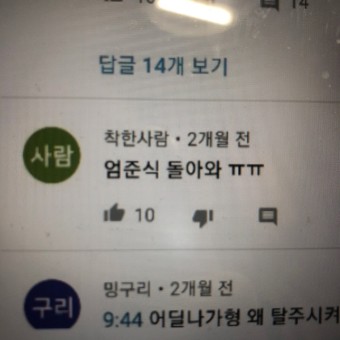 14
답글 14개 보기
사람
착한사람 • 2개월 전
엄준식 돌아와 ㅠㅠ
10
구리
밍구리 • 2개월 전
9:44 어딜나가형 왜 탈주시켜